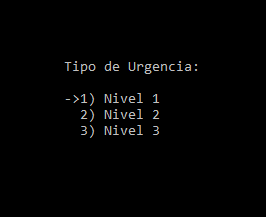 Tipo de Urgencia:
->1) Nivel 1
2) Nivel 2
3) Nivel 3